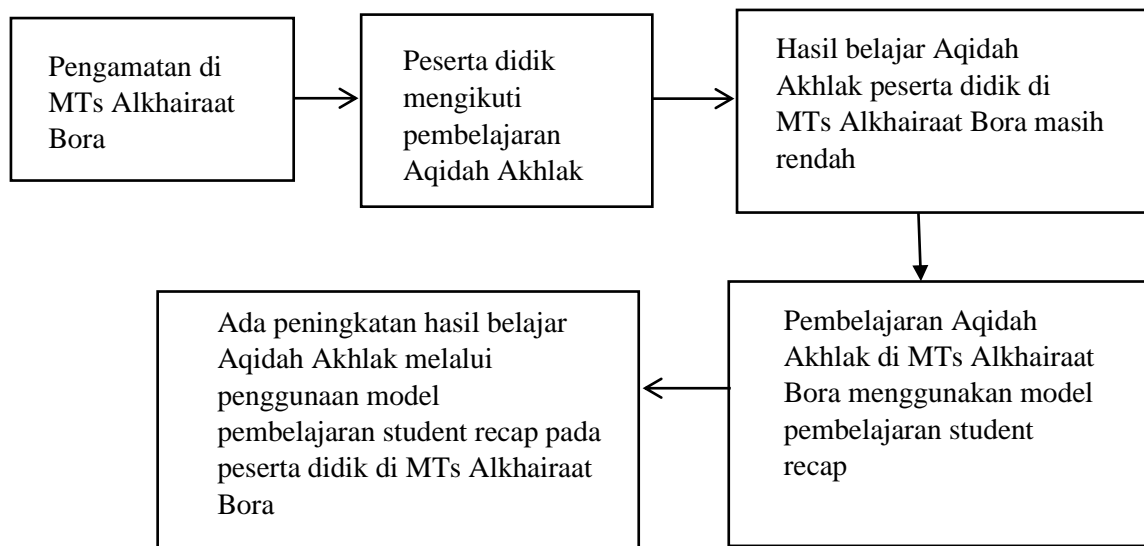 Pengamatan di
MTs Alkhairaat
Bora
Peserta didik
mengikuti
pembelajaran
Aqidah Akhlak
Hasil belajar Aqidah
Akhlak peserta didik di
MTs Alkhairaat Bora masih
rendah
Pembelajaran Aqidah
Akhlak di MTs Alkhairaat
Bora menggunakan model
pembelajaran student
recap
Ada peningkatan hasil belajar
Aqidah Akhlak melalui
penggunaan model
pembelajaran student recap pada
peserta didik di MTs Alkhairaat
Bora